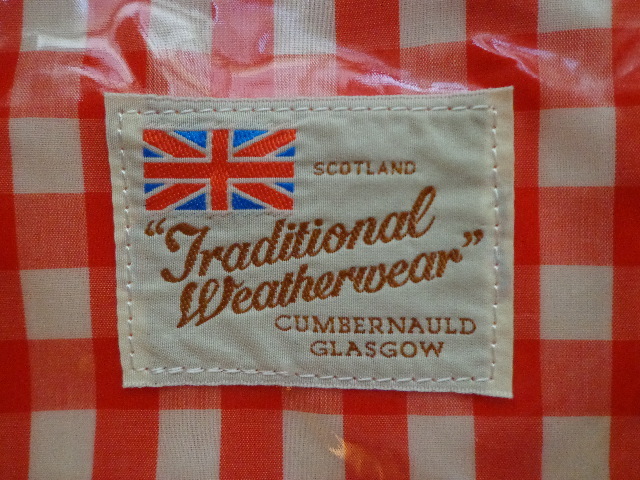 SCOTLAND
"Traditional
Weatherwear"
CUMBERNAULD
GLASGOW